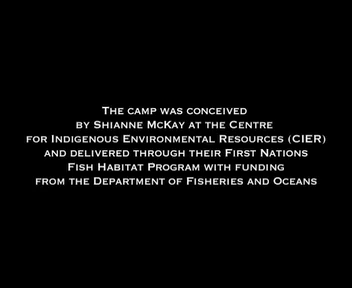 The camp was conceived
by Shianne McKay at the Centre
for Indigenous Environmental Resources (CIER)
and delivered through their First Nations
Fish Habitat Program with funding
from the Department of Fisheries and Oceans